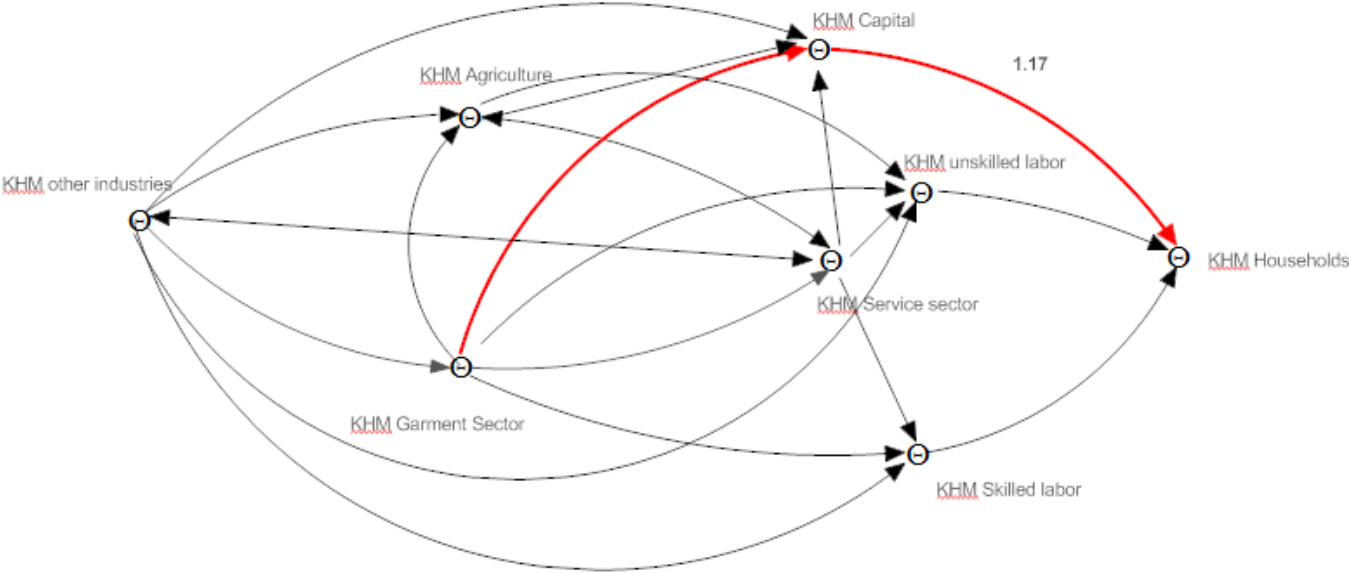 KHM Capital
1.17
KHM Agriculture
KHM unskilled labor
KHM other industries
KHM Households
KHM Service sector
KHM Garment Sector
KHM Skilled labor